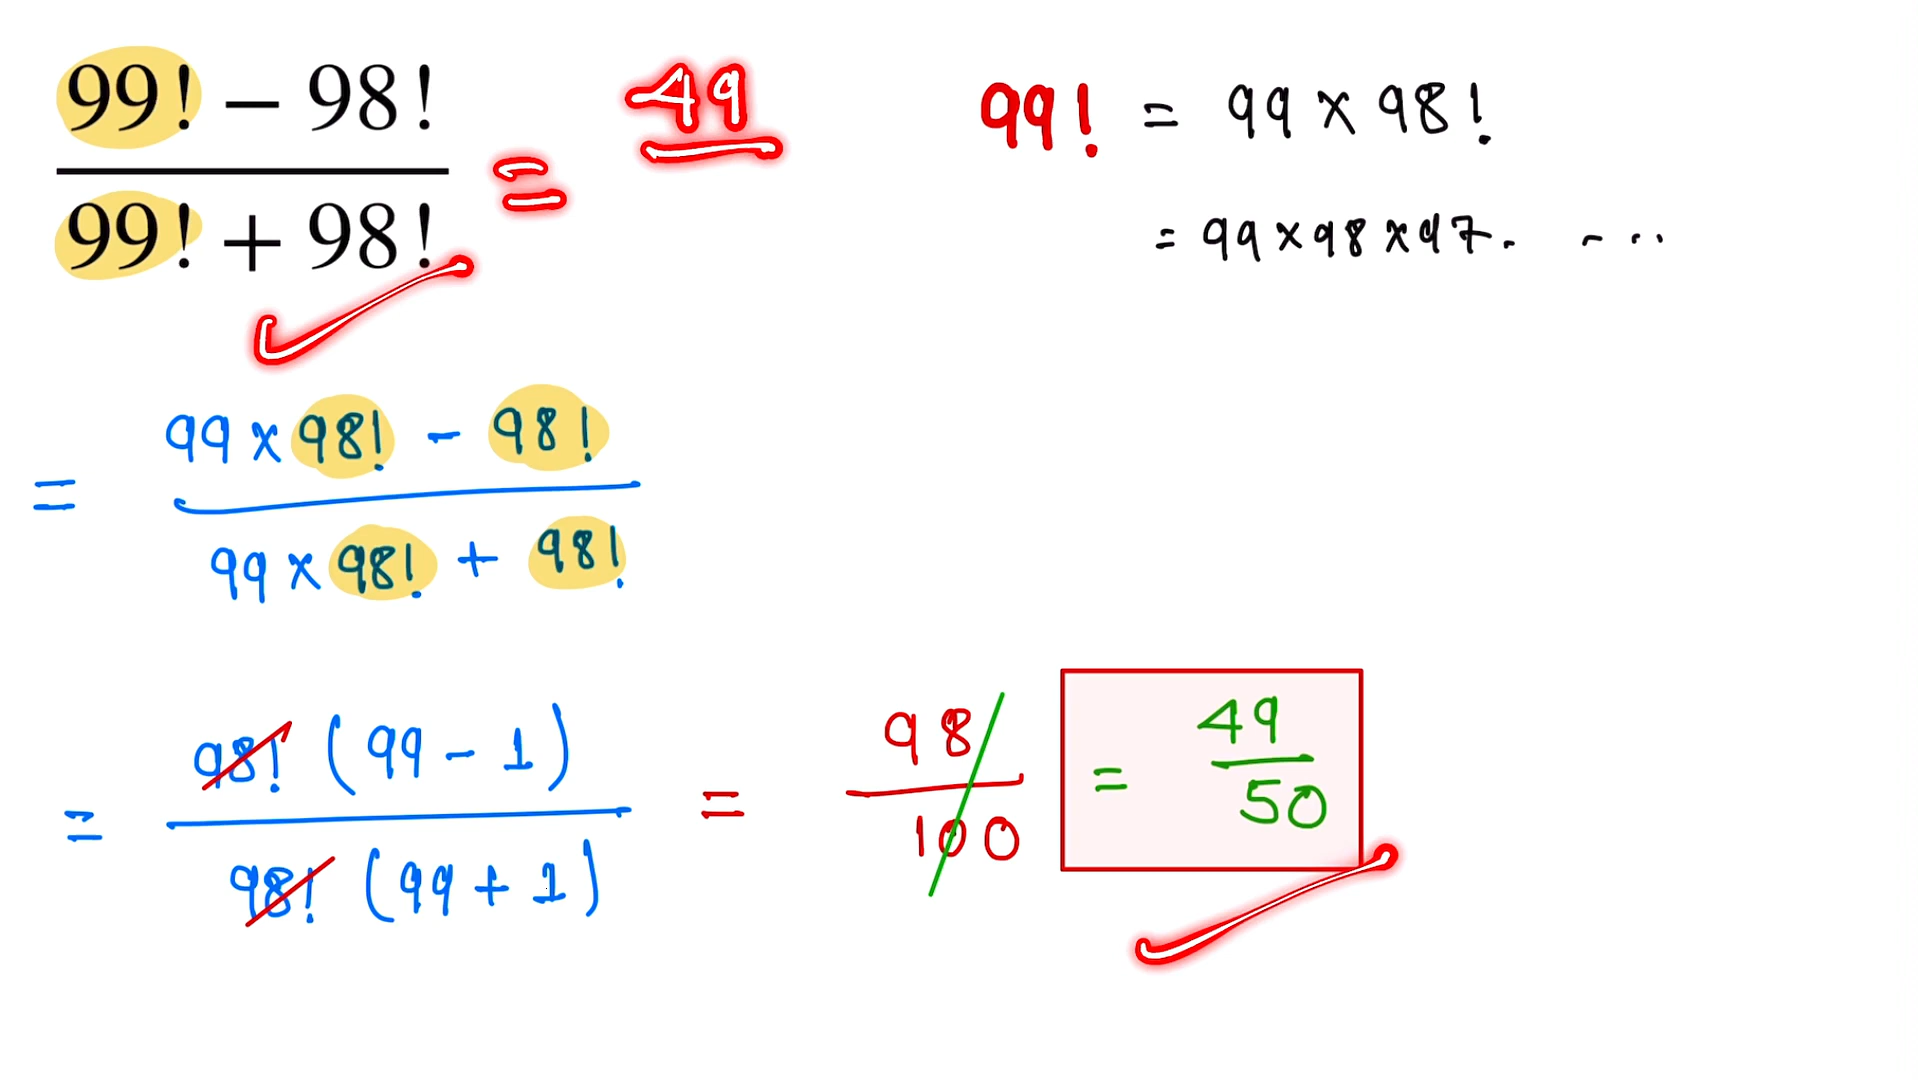 99! − 98!
99! + 98!
= 49
99! = 99 × 98!
= 99 × 98 × 97. - ...
= 99 × 98! − 98!
99 × 98! + 98!
= 98! (99 − 1)
98! (99 + 1)
= 98
100
= 49
50